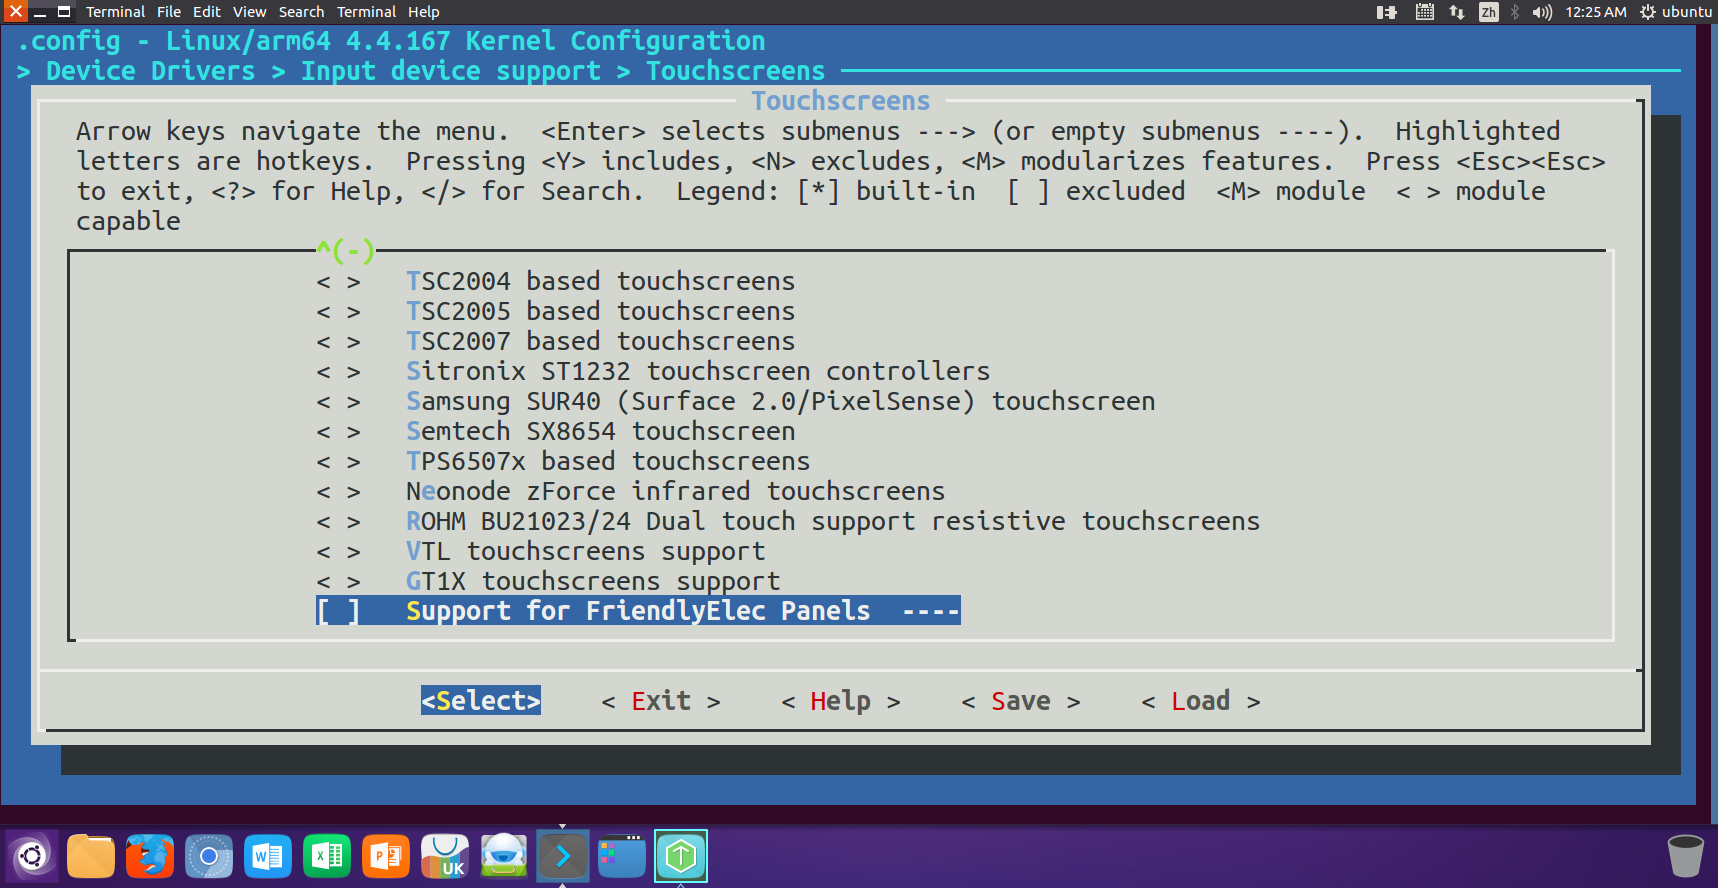 Terminal File Edit View Search Terminal Help Zh 12:25 AM ubuntu
.config - Linux/arm64 4.4.167 Kernel Configuration
> Device Drivers > Input device support > Touchscreens
Touchscreens
Arrow keys navigate the menu.  <Enter> selects submenus ---> (or empty submenus ----).  Highlighted
letters are hotkeys.  Pressing <Y> includes, <N> excludes, <M> modularizes features.  Press <Esc><Esc>
to exit, <?> for Help, </> for Search.  Legend: [*] built-in  [ ] excluded  <M> module  < > module
capable
^(-)
< >   TSC2004 based touchscreens
< >   TSC2005 based touchscreens
< >   TSC2007 based touchscreens
< >   Sitronix ST1232 touchscreen controllers
< >   Samsung SUR40 (Surface 2.0/PixelSense) touchscreen
< >   Semtech SX8654 touchscreen
< >   TPS6507x based touchscreens
< >   Neonode zForce infrared touchscreens
< >   ROHM BU21023/24 Dual touch support resistive touchscreens
< >   VTL touchscreens support
< >   GT1X touchscreens support
[ ]   Support for FriendlyElec Panels  ----
<Select>    < Exit >    < Help >    < Save >    < Load >
W X P UK